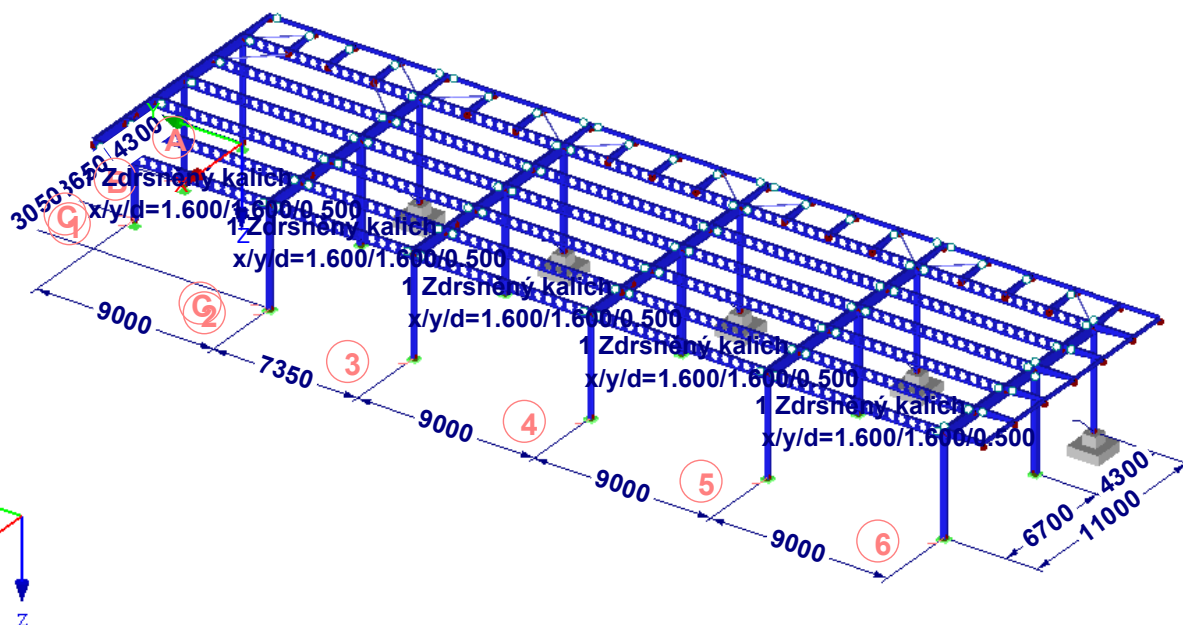 Y
A
4300
3650
B
3050
C
1
1 Zdrsněný kalich
x/y/d=1.600/1.600/0.500
Z
1 Zdrsněný kalich
x/y/d=1.600/1.600/0.500
1 Zdrsněný kalich
x/y/d=1.600/1.600/0.500
1 Zdrsněný kalich
x/y/d=1.600/1.600/0.500
1 Zdrsněný kalich
x/y/d=1.600/1.600/0.500
C
2
3
4
5
6
9000
7350
9000
9000
9000
6700
4300
11000
Z